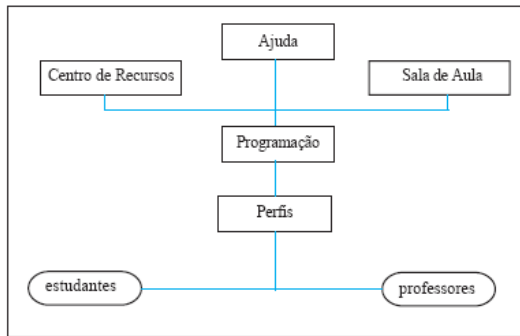 Ajuda
Centro de Recursos
Sala de Aula
Programação
Perfis
estudantes
professores